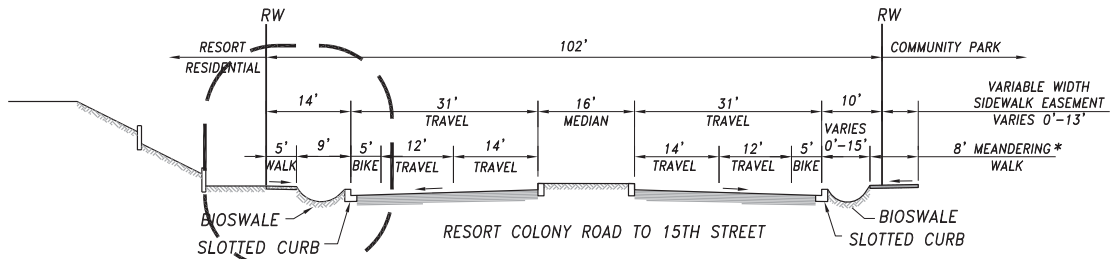 RW
RW
RESORT
RESIDENTIAL
102'
COMMUNITY PARK
14'
31'
TRAVEL
16'
MEDIAN
31'
TRAVEL
10'
VARIES
0'-15'
VARIABLE WIDTH
SIDEWALK EASEMENT
VARIES 0'-13'
5'
WALK
9'
5'
BIKE
12'
TRAVEL
14'
TRAVEL
14'
TRAVEL
12'
TRAVEL
5'
BIKE
8' MEANDERING*
WALK
BIOSWALE
SLOTTED CURB
RESORT COLONY ROAD TO 15TH STREET
BIOSWALE
SLOTTED CURB